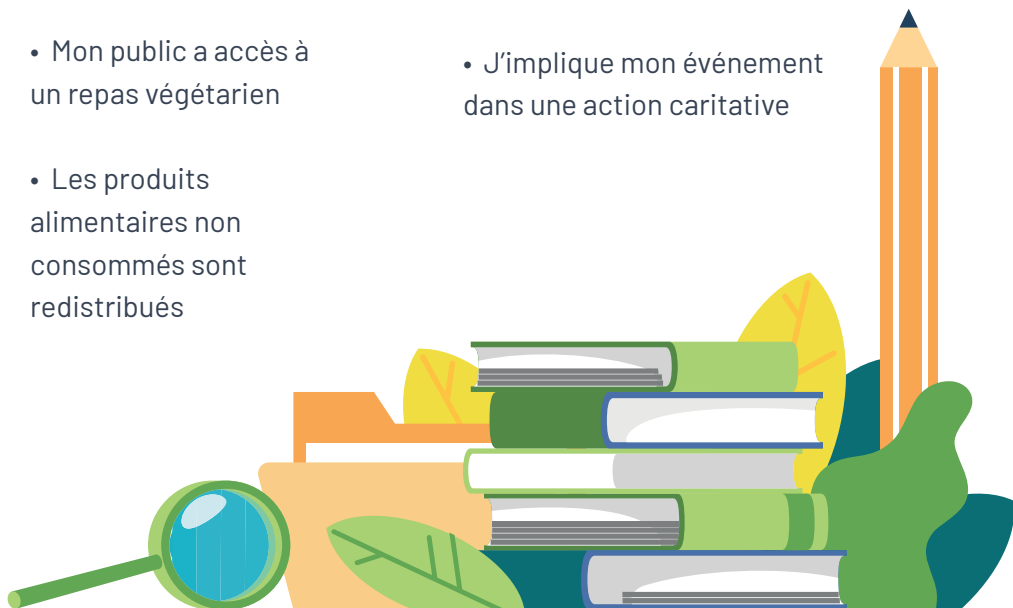 • Mon public a accès à
un repas végétarien
• Les produits
alimentaires non
consommés sont
redistribués
• J’implique mon événement
dans une action caritative